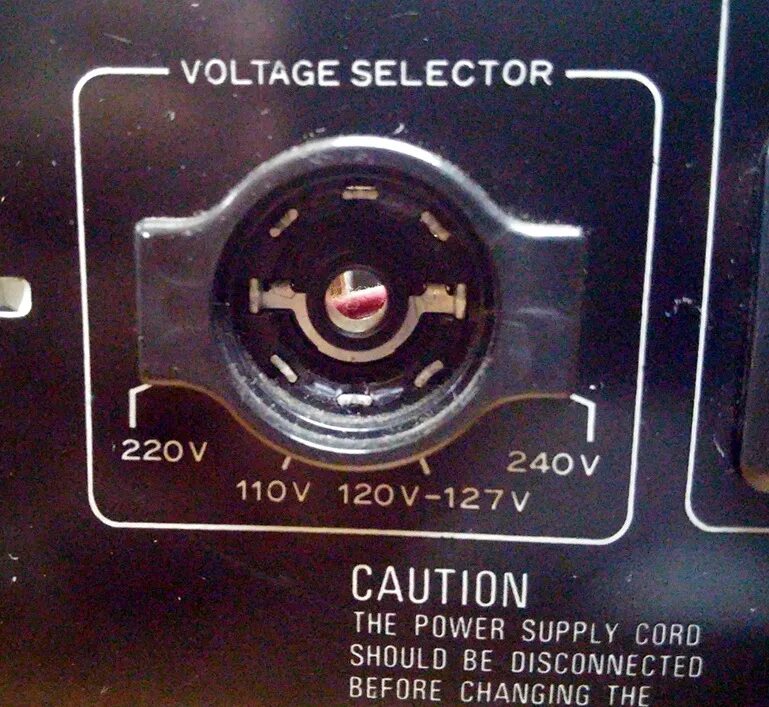 VOLTAGE SELECTOR
220V
240V
110V
120V-127V
CAUTION
THE POWER SUPPLY CORD
SHOULD BE DISCONNECTED
BEFORE CHANGING THE